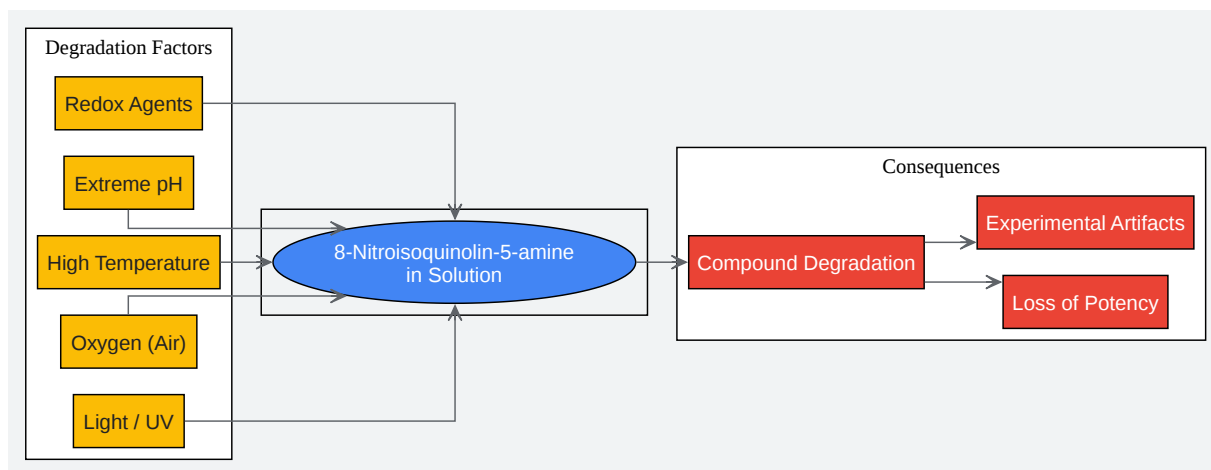 Degradation Factors
Redox Agents
Extreme pH
High Temperature
Oxygen (Air)
Light / UV
8-Nitroisoquinolin-5-amine
in Solution
Consequences
Compound Degradation
Experimental Artifacts
Loss of Potency